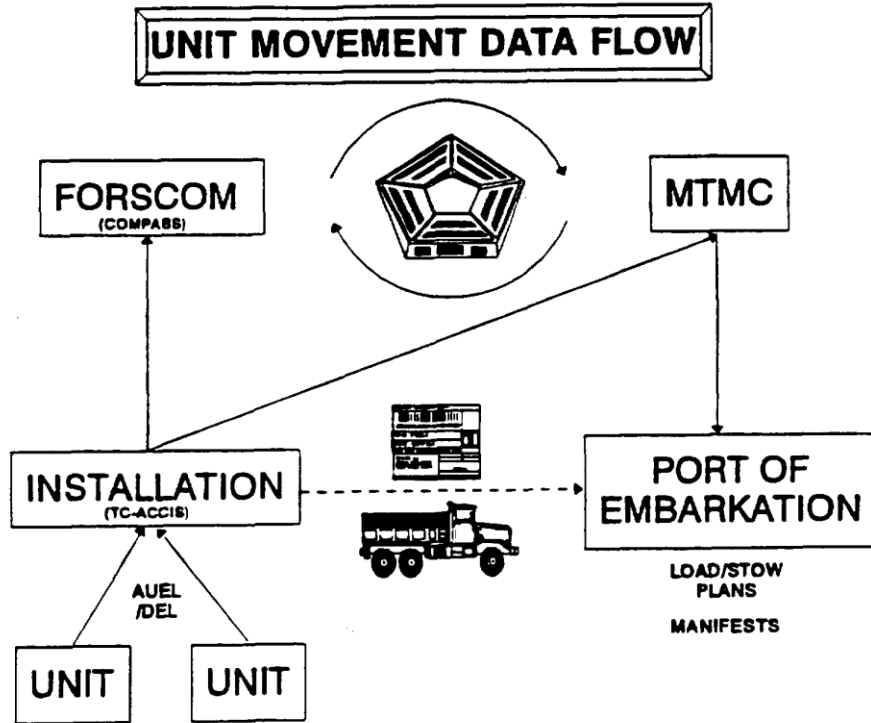 UNIT MOVEMENT DATA FLOW
FORSCOM
(COMPASS)
MTMC
INSTALLATION
(TC-ACCIS)
PORT OF
EMBARKATION
LOAD/STOW
PLANS
MANIFESTS
AUEL
/DEL
UNIT
UNIT